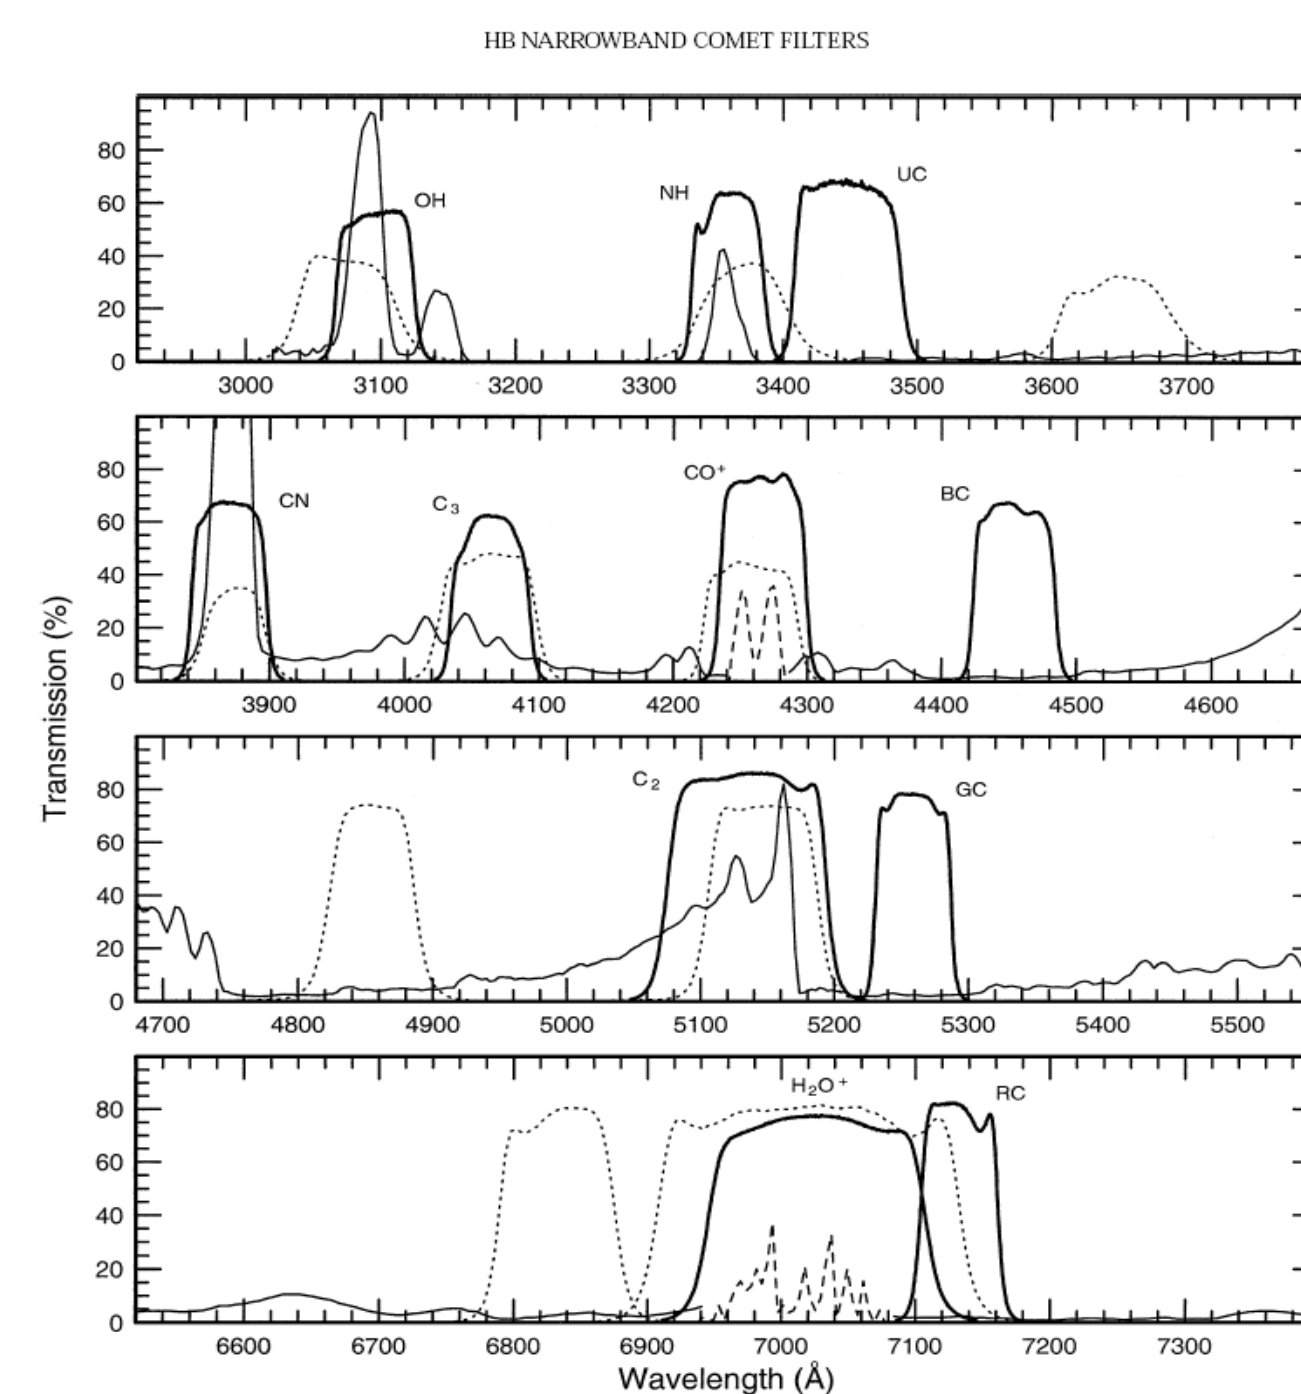 HB NARROWBAND COMET FILTERS
Transmission (%)
80
60
40
20
0
OH
NH
UC
3000 3100 3200 3300 3400 3500 3600 3700
80
60
40
20
0
CN
C₃
CO⁺
BC
3900 4000 4100 4200 4300 4400 4500 4600
80
60
40
20
0
C₂
GC
4700 4800 4900 5000 5100 5200 5300 5400 5500
80
60
40
20
0
H₂O⁺
RC
6600 6700 6800 6900 7000 7100 7200 7300
Wavelength (Å)